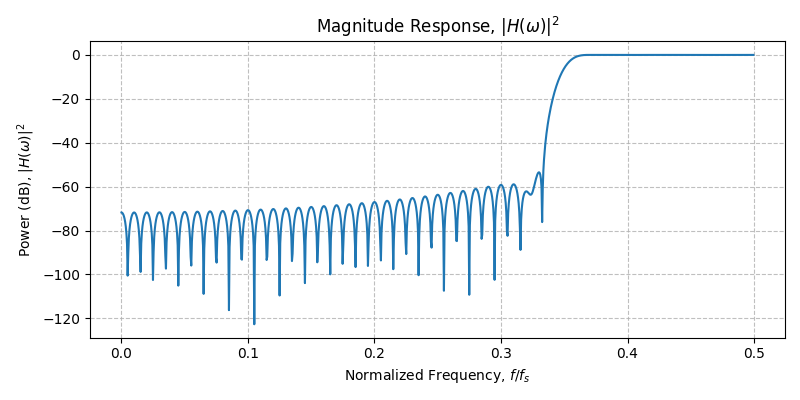 Magnitude Response, |H(ω)|²
0
−20
−40
−60
−80
−100
−120
Power (dB), |H(ω)|²
0.0 0.1 0.2 0.3 0.4 0.5
Normalized Frequency, f/fₛ